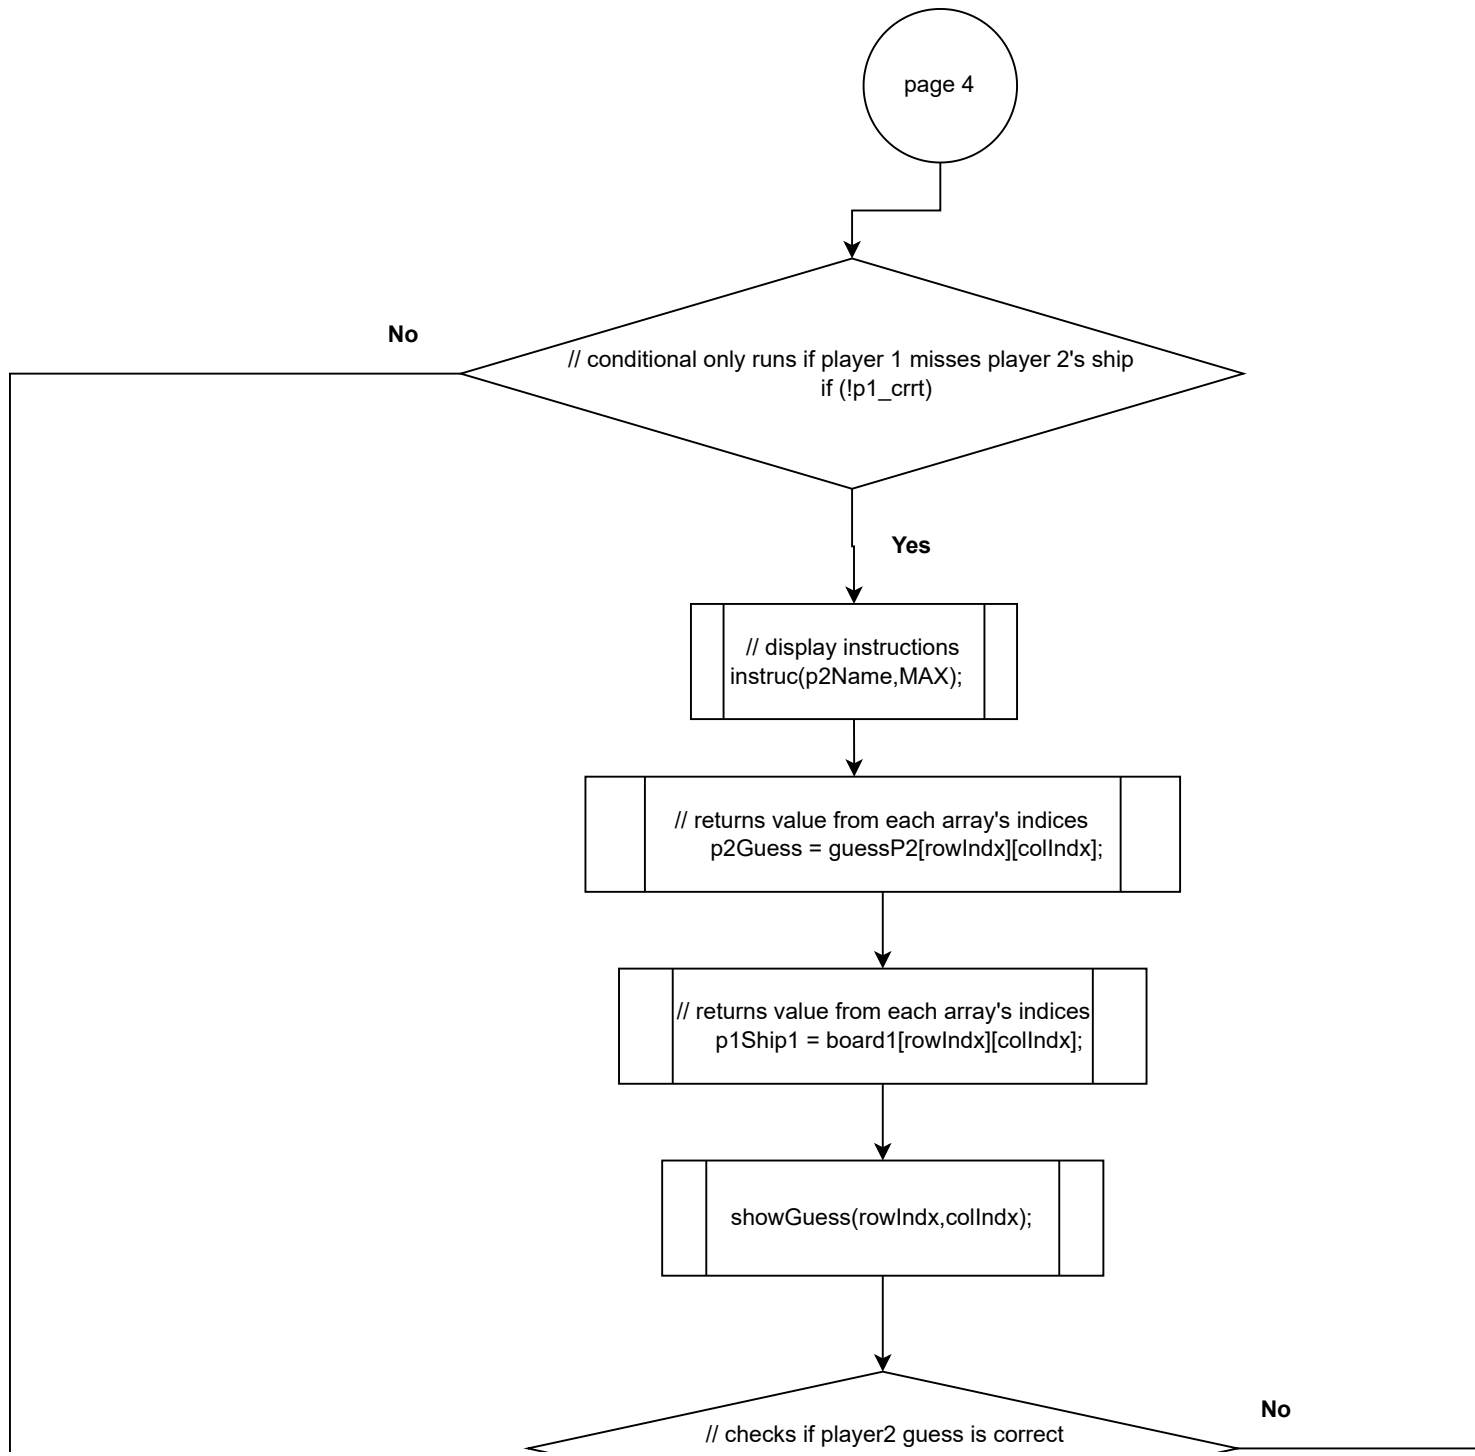 page 4
No
// conditional only runs if player 1 misses player 2's ship
if (!p1_crrt)
Yes
// display instructions
instruc(p2Name,MAX);
// returns value from each array's indices
p2Guess = guessP2[rowIndx][colIndx];
// returns value from each array's indices
p1Ship1 = board1[rowIndx][colIndx];
showGuess(rowIndx,colIndx);
No
// checks if player2 guess is correct